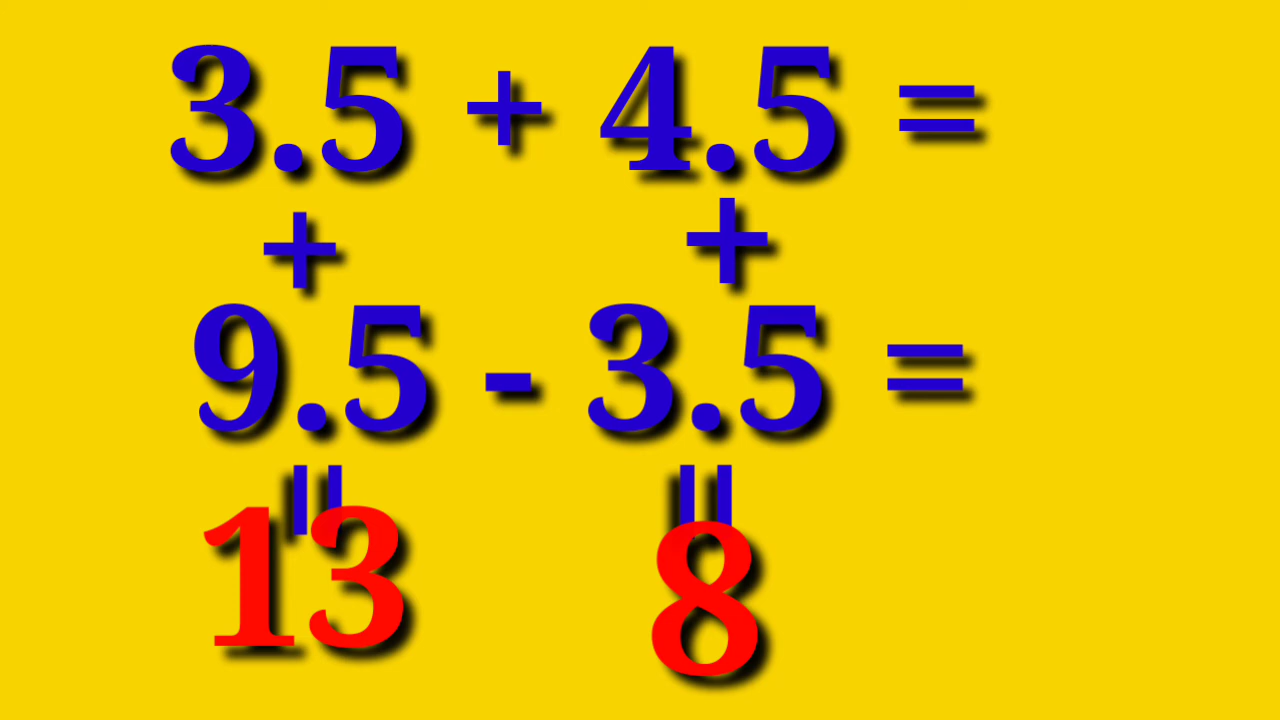 3.5 + 4.5 =
+ +
9.5 - 3.5 =
= =
13 8